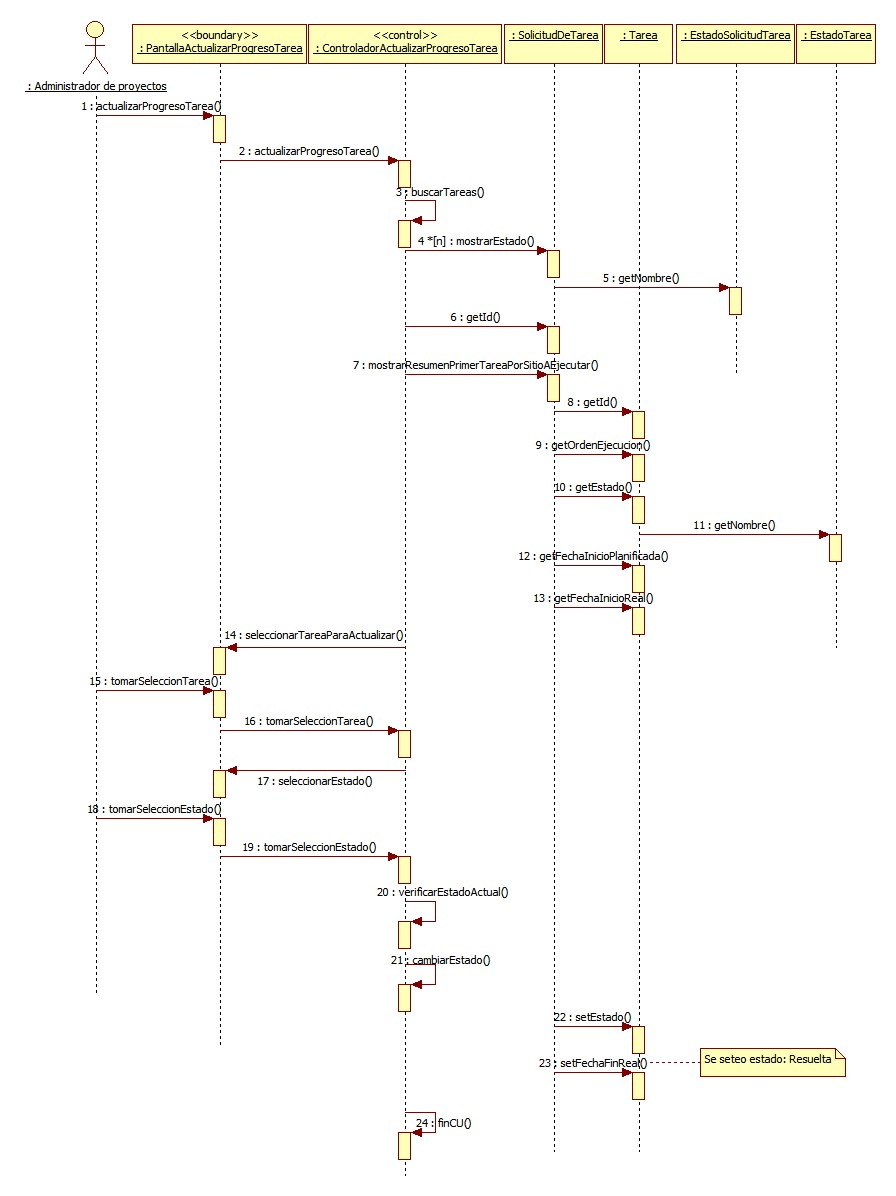 <<boundary>>
: PantallaActualizarProgresoTarea
<<control>>
: ControladorActualizarProgresoTarea
: SolicitudDeTarea
: Tarea
: EstadoSolicitudTarea
: EstadoTarea
: Administrador de proyectos
1 : actualizarProgresoTarea()
2 : actualizarProgresoTarea()
3 : buscarTareas()
4 *[n] : mostrarEstado()
5 : getNombre()
6 : getId()
7 : mostrarResumenPrimerTareaPorSitioAEjecutar()
8 : getId()
9 : getOrdenEjecucion()
10 : getEstado()
11 : getNombre()
12 : getFechaInicioPlanificada()
13 : getFechaInicioReal()
14 : seleccionarTareaParaActualizar()
15 : tomarSeleccionTarea()
16 : tomarSeleccionTarea()
17 : seleccionarEstado()
18 : tomarSeleccionEstado()
19 : tomarSeleccionEstado()
20 : verificarEstadoActual()
21 : cambiarEstado()
22 : setEstado()
23 : setFechaFinReal()
Se seteo estado: Resuelta
24 : finCU()